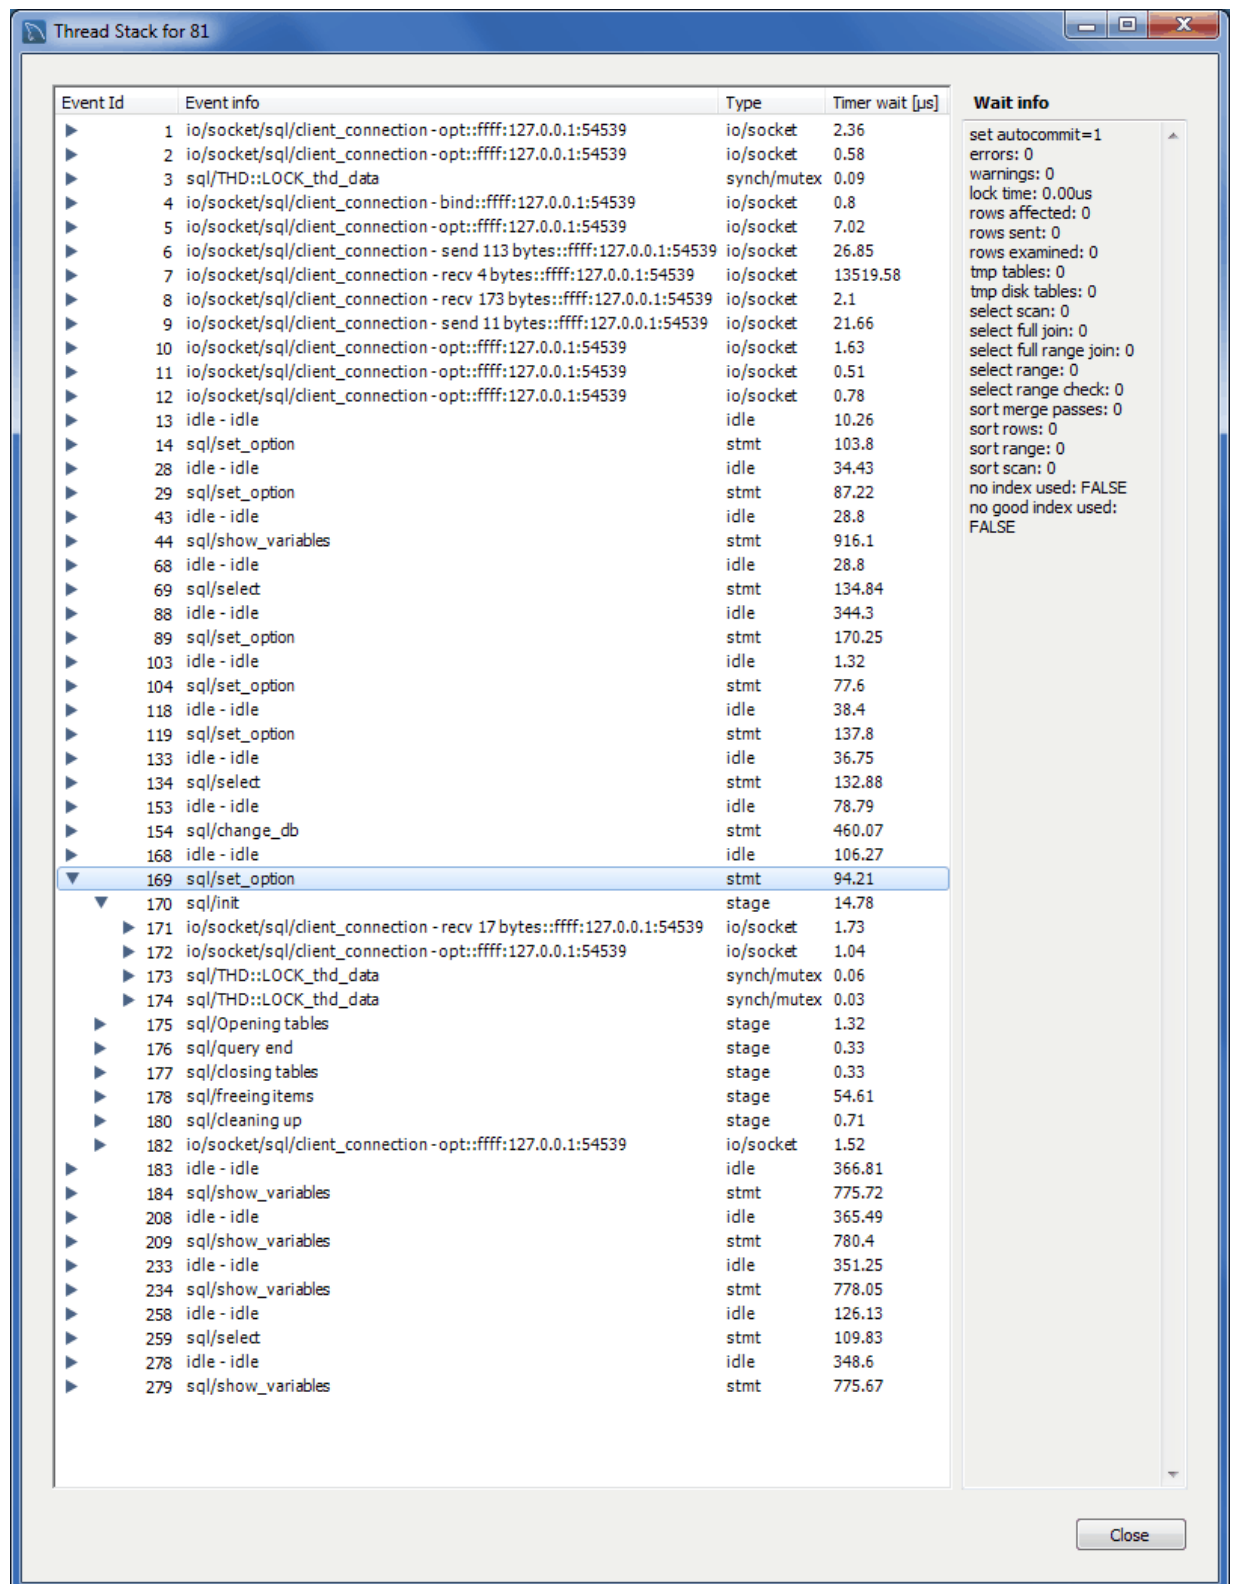 Thread Stack for 81
Event Id Event info Type Timer wait [µs]
1 io/socket/sql/client_connection - opt::ffff:127.0.0.1:54539 io/socket 2.36
2 io/socket/sql/client_connection - opt::ffff:127.0.0.1:54539 io/socket 0.58
3 sql/THD::LOCK_thd_data synch/mutex 0.09
4 io/socket/sql/client_connection - bind::ffff:127.0.0.1:54539 io/socket 0.8
5 io/socket/sql/client_connection - opt::ffff:127.0.0.1:54539 io/socket 7.02
6 io/socket/sql/client_connection - send 113 bytes::ffff:127.0.0.1:54539 io/socket 26.85
7 io/socket/sql/client_connection - recv 4 bytes::ffff:127.0.0.1:54539 io/socket 13519.58
8 io/socket/sql/client_connection - recv 173 bytes::ffff:127.0.0.1:54539 io/socket 2.1
9 io/socket/sql/client_connection - send 11 bytes::ffff:127.0.0.1:54539 io/socket 21.66
10 io/socket/sql/client_connection - opt::ffff:127.0.0.1:54539 io/socket 1.63
11 io/socket/sql/client_connection - opt::ffff:127.0.0.1:54539 io/socket 0.51
12 io/socket/sql/client_connection - opt::ffff:127.0.0.1:54539 io/socket 0.78
13 idle - idle idle 10.26
14 sql/set_option stmt 103.8
28 idle - idle idle 34.43
29 sql/set_option stmt 87.22
43 idle - idle idle 28.8
44 sql/show_variables stmt 916.1
68 idle - idle idle 28.8
69 sql/select stmt 134.84
88 idle - idle idle 344.3
89 sql/set_option stmt 170.25
103 idle - idle idle 1.32
104 sql/set_option stmt 77.6
118 idle - idle idle 38.4
119 sql/set_option stmt 137.8
133 idle - idle idle 36.75
134 sql/select stmt 132.88
153 idle - idle idle 78.79
154 sql/change_db stmt 460.07
168 idle - idle idle 106.27
169 sql/set_option stmt 94.21
170 sql/init stage 14.78
171 io/socket/sql/client_connection - recv 17 bytes::ffff:127.0.0.1:54539 io/socket 1.73
172 io/socket/sql/client_connection - opt::ffff:127.0.0.1:54539 io/socket 1.04
173 sql/THD::LOCK_thd_data synch/mutex 0.06
174 sql/THD::LOCK_thd_data synch/mutex 0.03
175 sql/Opening tables stage 1.32
176 sql/query end stage 0.33
177 sql/closing tables stage 0.33
178 sql/freeing items stage 54.61
180 sql/cleaning up stage 0.71
182 io/socket/sql/client_connection - opt::ffff:127.0.0.1:54539 io/socket 1.52
183 idle - idle idle 366.81
184 sql/show_variables stmt 775.72
208 idle - idle idle 365.49
209 sql/show_variables stmt 780.4
233 idle - idle idle 351.25
234 sql/show_variables stmt 778.05
258 idle - idle idle 126.13
259 sql/select stmt 109.83
278 idle - idle idle 348.6
279 sql/show_variables stmt 775.67
Wait info
set autocommit=1
errors: 0
warnings: 0
lock time: 0.00us
rows affected: 0
rows sent: 0
rows examined: 0
tmp tables: 0
tmp disk tables: 0
select scan: 0
select full join: 0
select full range join: 0
select range: 0
select range check: 0
sort merge passes: 0
sort rows: 0
sort range: 0
sort scan: 0
no index used: FALSE
no good index used:
FALSE
Close